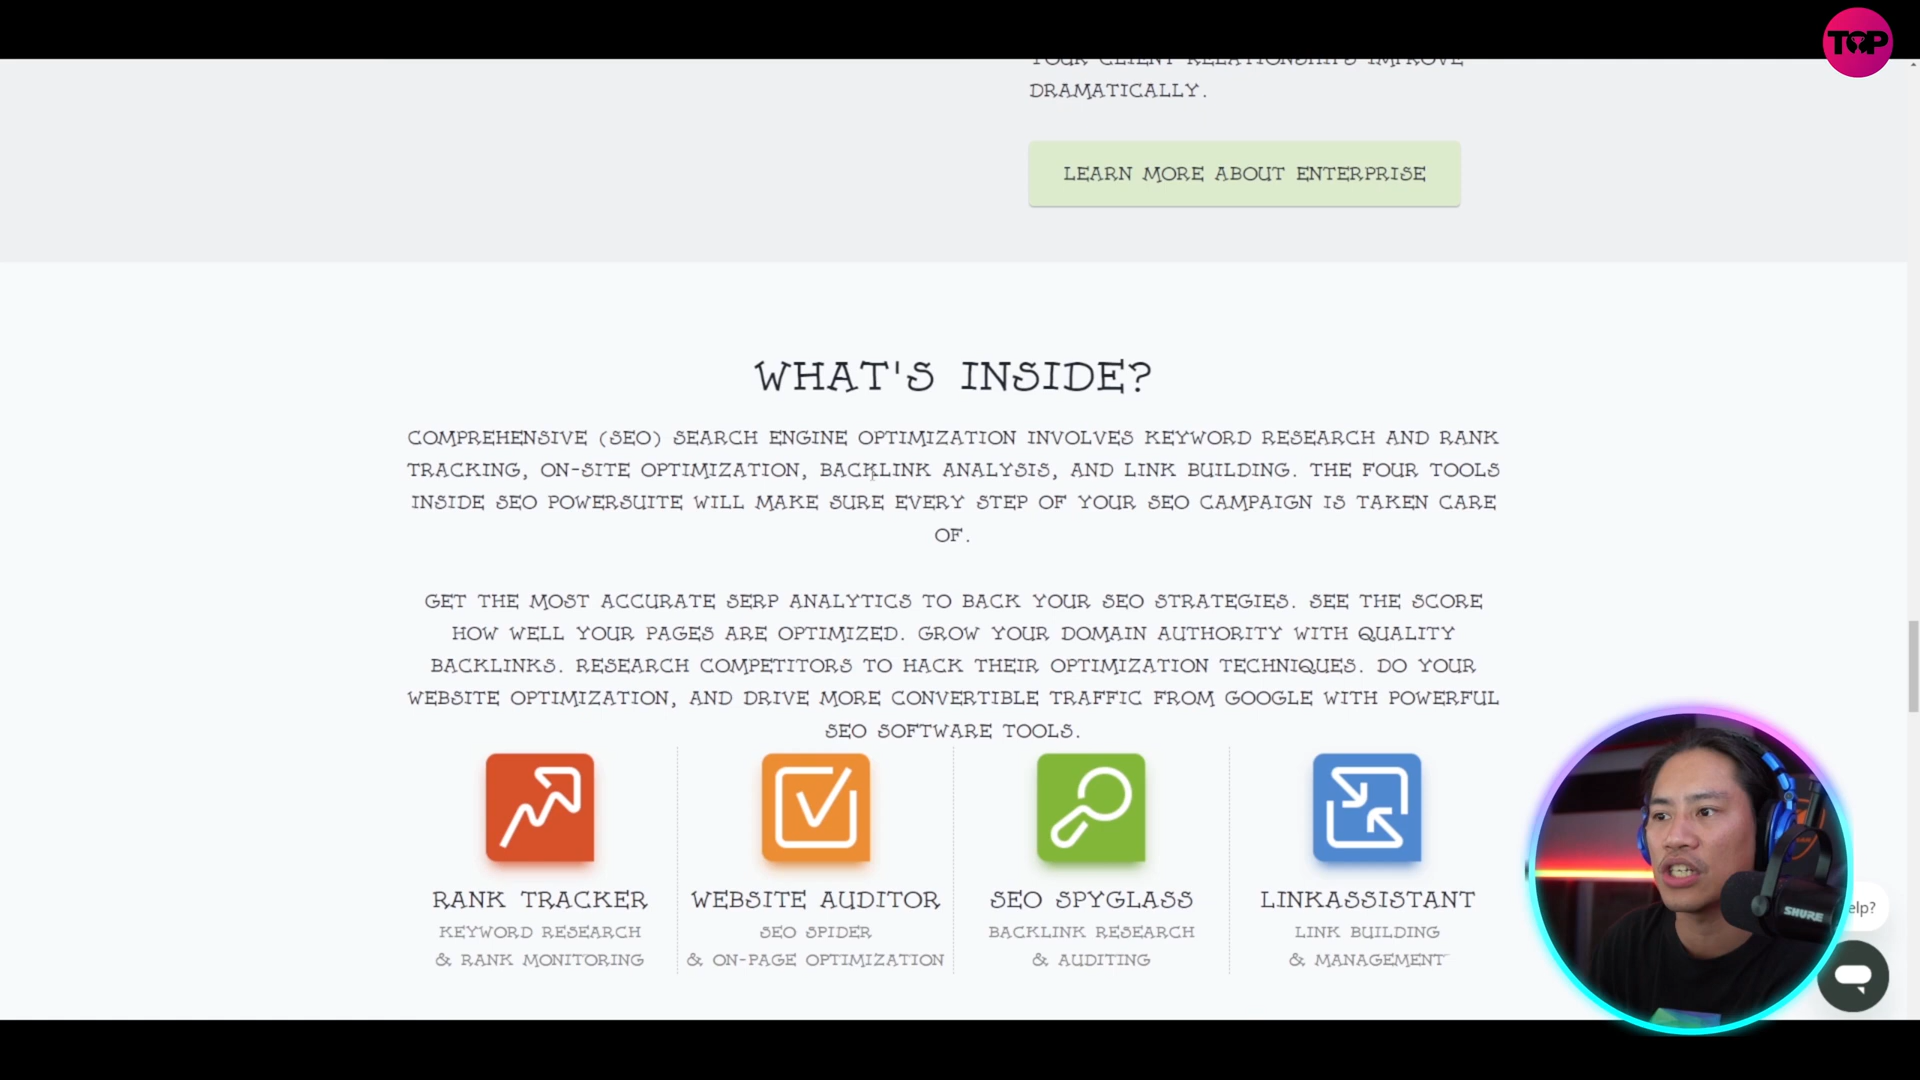 TOP
YOUR CLIENT RELATIONSHIPS IMPROVE
DRAMATICALLY.
LEARN MORE ABOUT ENTERPRISE
WHAT'S INSIDE?
COMPREHENSIVE (SEO) SEARCH ENGINE OPTIMIZATION INVOLVES KEYWORD RESEARCH AND RANK
TRACKING, ON-SITE OPTIMIZATION, BACKLINK ANALYSIS, AND LINK BUILDING. THE FOUR TOOLS
INSIDE SEO POWERSUITE WILL MAKE SURE EVERY STEP OF YOUR SEO CAMPAIGN IS TAKEN CARE
OF.
GET THE MOST ACCURATE SERP ANALYTICS TO BACK YOUR SEO STRATEGIES. SEE THE SCORE
HOW WELL YOUR PAGES ARE OPTIMIZED. GROW YOUR DOMAIN AUTHORITY WITH QUALITY
BACKLINKS. RESEARCH COMPETITORS TO HACK THEIR OPTIMIZATION TECHNIQUES. DO YOUR
WEBSITE OPTIMIZATION, AND DRIVE MORE CONVERTIBLE TRAFFIC FROM GOOGLE WITH POWERFUL
SEO SOFTWARE TOOLS.
RANK TRACKER
KEYWORD RESEARCH
& RANK MONITORING
WEBSITE AUDITOR
SEO SPIDER
& ON-PAGE OPTIMIZATION
SEO SPYGLASS
BACKLINK RESEARCH
& AUDITING
LINKASSISTANT
LINK BUILDING
& MANAGEMENT
SHURE
elp?